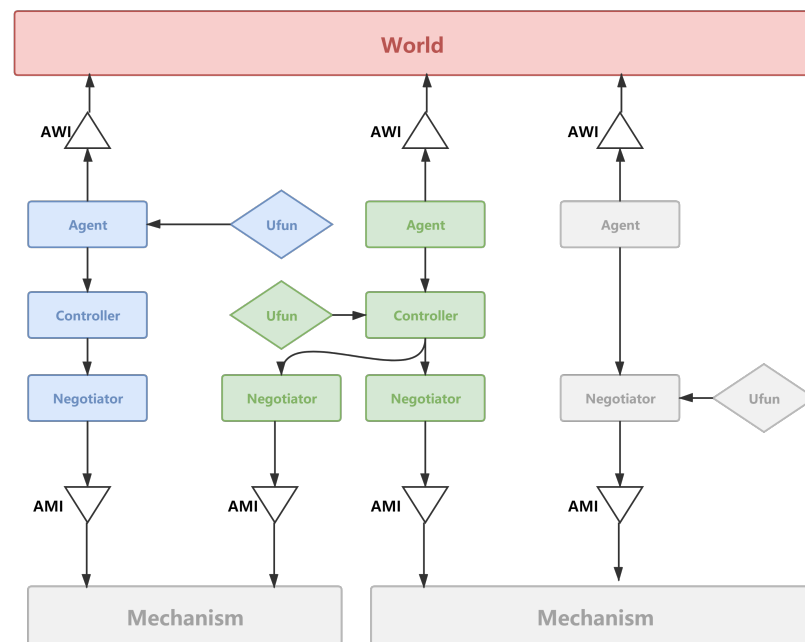 World
AWI
AWI
AWI
Agent
Ufun
Agent
Agent
Controller
Ufun
Controller
Negotiator
Negotiator
Negotiator
Negotiator
Ufun
AMI
AMI
AMI
AMI
Mechanism
Mechanism